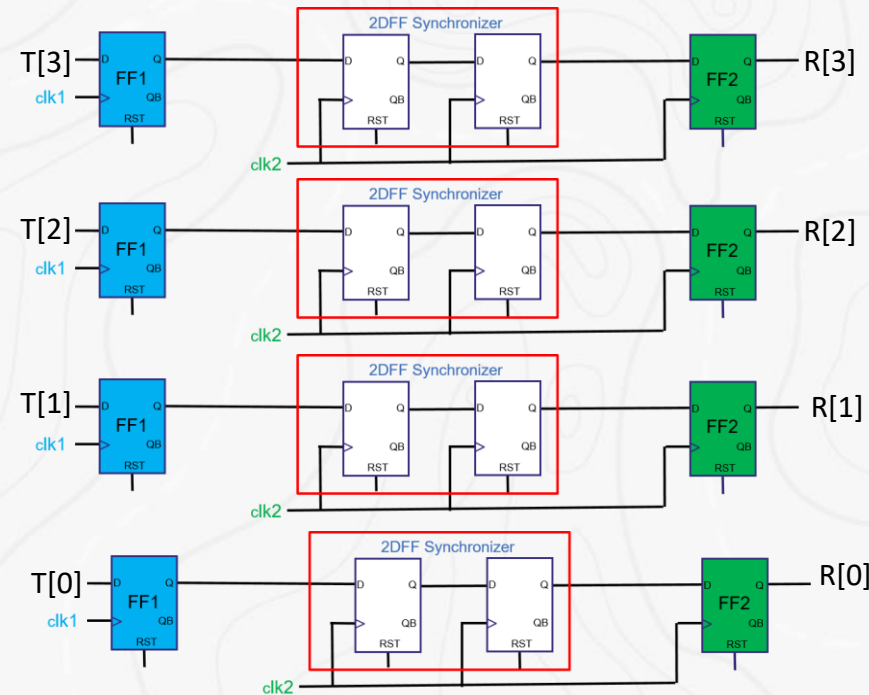 2DFF Synchronizer
T[3] D Q D Q D Q D Q R[3]
FF1 FF2
clk1 QB QB QB QB
RST RST RST RST
clk2
2DFF Synchronizer
T[2] D Q D Q D Q D Q R[2]
FF1 FF2
clk1 QB QB QB QB
RST RST RST RST
clk2
2DFF Synchronizer
T[1] D Q D Q D Q D Q R[1]
FF1 FF2
clk1 QB QB QB QB
RST RST RST RST
clk2
2DFF Synchronizer
T[0] D Q D Q D Q D Q R[0]
FF1 FF2
clk1 QB QB QB QB
RST RST RST RST
clk2